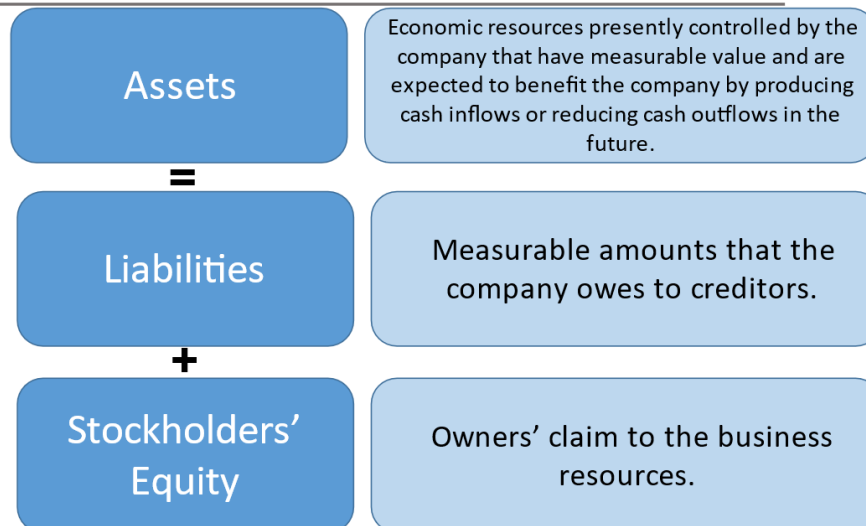 Assets
Economic resources presently controlled by the
company that have measurable value and are
expected to benefit the company by producing
cash inflows or reducing cash outflows in the
future.
=
Liabilities
Measurable amounts that the
company owes to creditors.
+
Stockholders’
Equity
Owners’ claim to the business
resources.